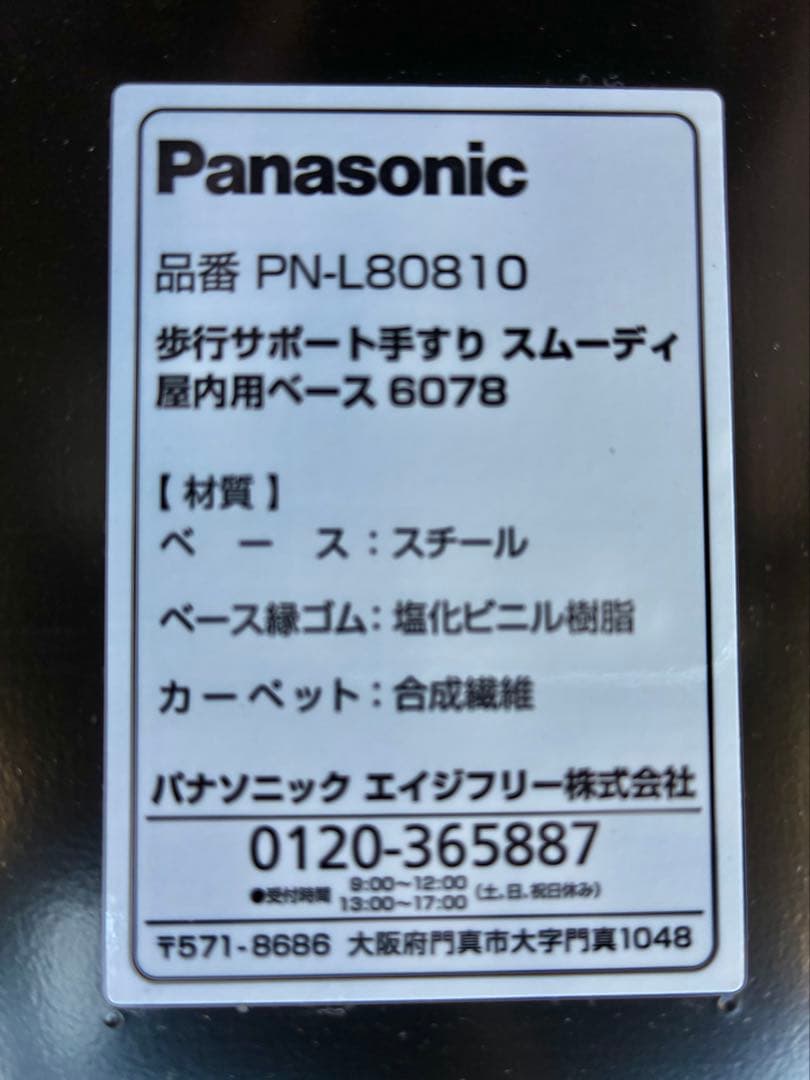 Panasonic
品番 PN-L80810
歩行サポート手すり スムーディ
屋内用ベース 6078
【 材質 】
ベース：スチール
ベース縁ゴム：塩化ビニル樹脂
カーペット：合成繊維
パナソニック エイジフリー株式会社
0120-365887
●受付時間 9:00～12:00 13:00～17:00 (土、日、祝日休み)
〒571-8686 大阪府門真市大字門真1048